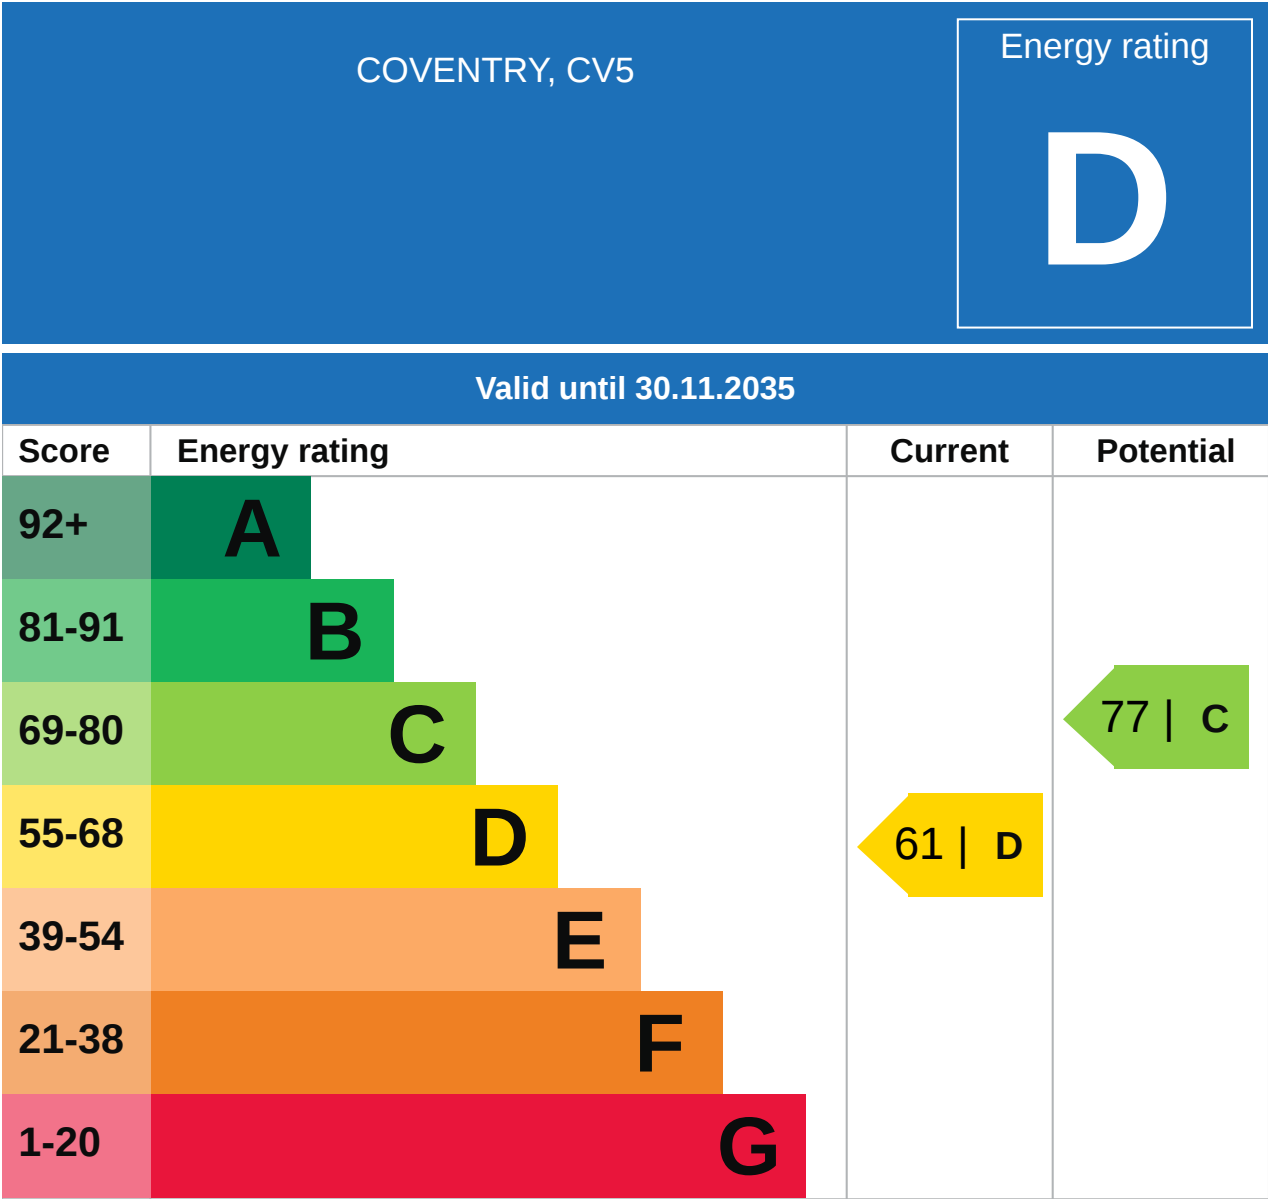 COVENTRY, CV5
Energy rating
D
Valid until 30.11.2035
Score Energy rating Current Potential
92+ A
81-91 B
69-80 C
77 | C
55-68 D
61 | D
39-54 E
21-38 F
1-20 G